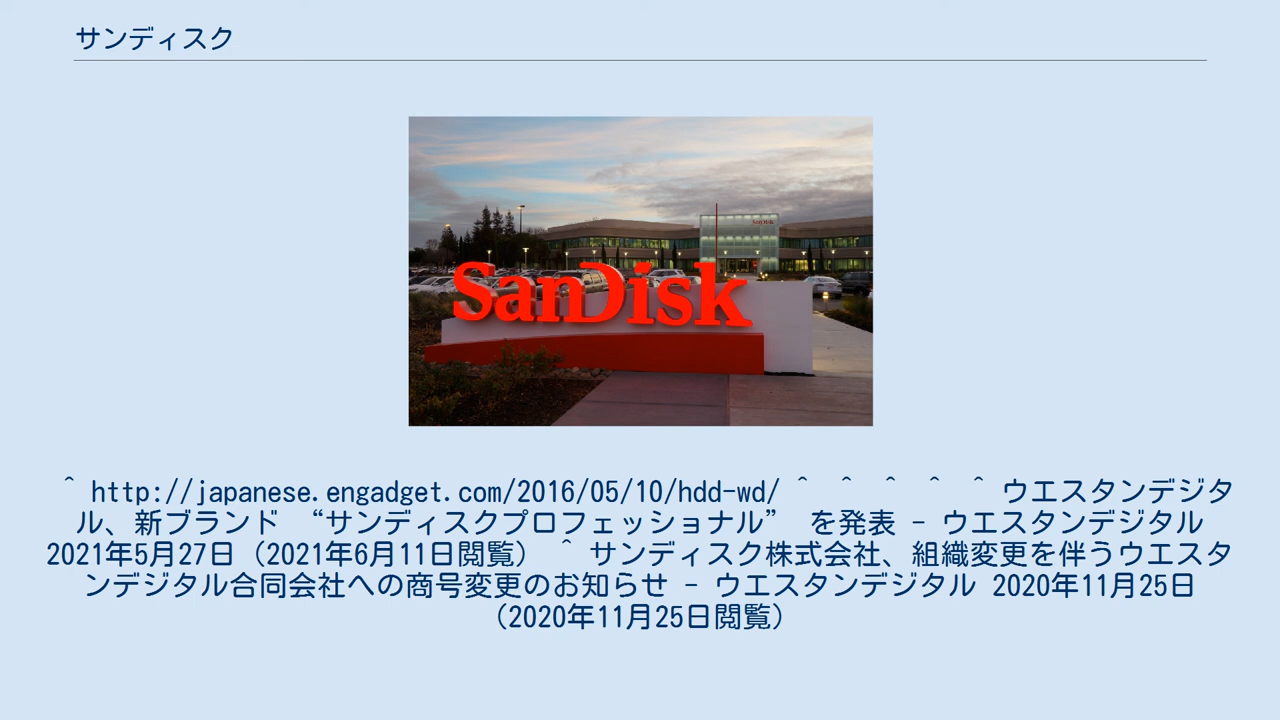 サンディスク
SanDisk
SanDisk
＾ http://japanese.engadget.com/2016/05/10/hdd-wd/ ＾ ＾ ＾ ＾ ＾ ウエスタンデジタ
ル、新ブランド “サンディスクプロフェッショナル” を発表 - ウエスタンデジタル
2021年5月27日（2021年6月11日閲覧） ＾ サンディスク株式会社、組織変更を伴うウエスタ
ンデジタル合同会社への商号変更のお知らせ - ウエスタンデジタル 2020年11月25日
（2020年11月25日閲覧）